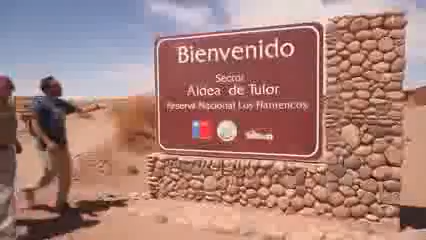 Bienvenido
Sector
Aldea de Tulor
Reserva Nacional Los Flamencos